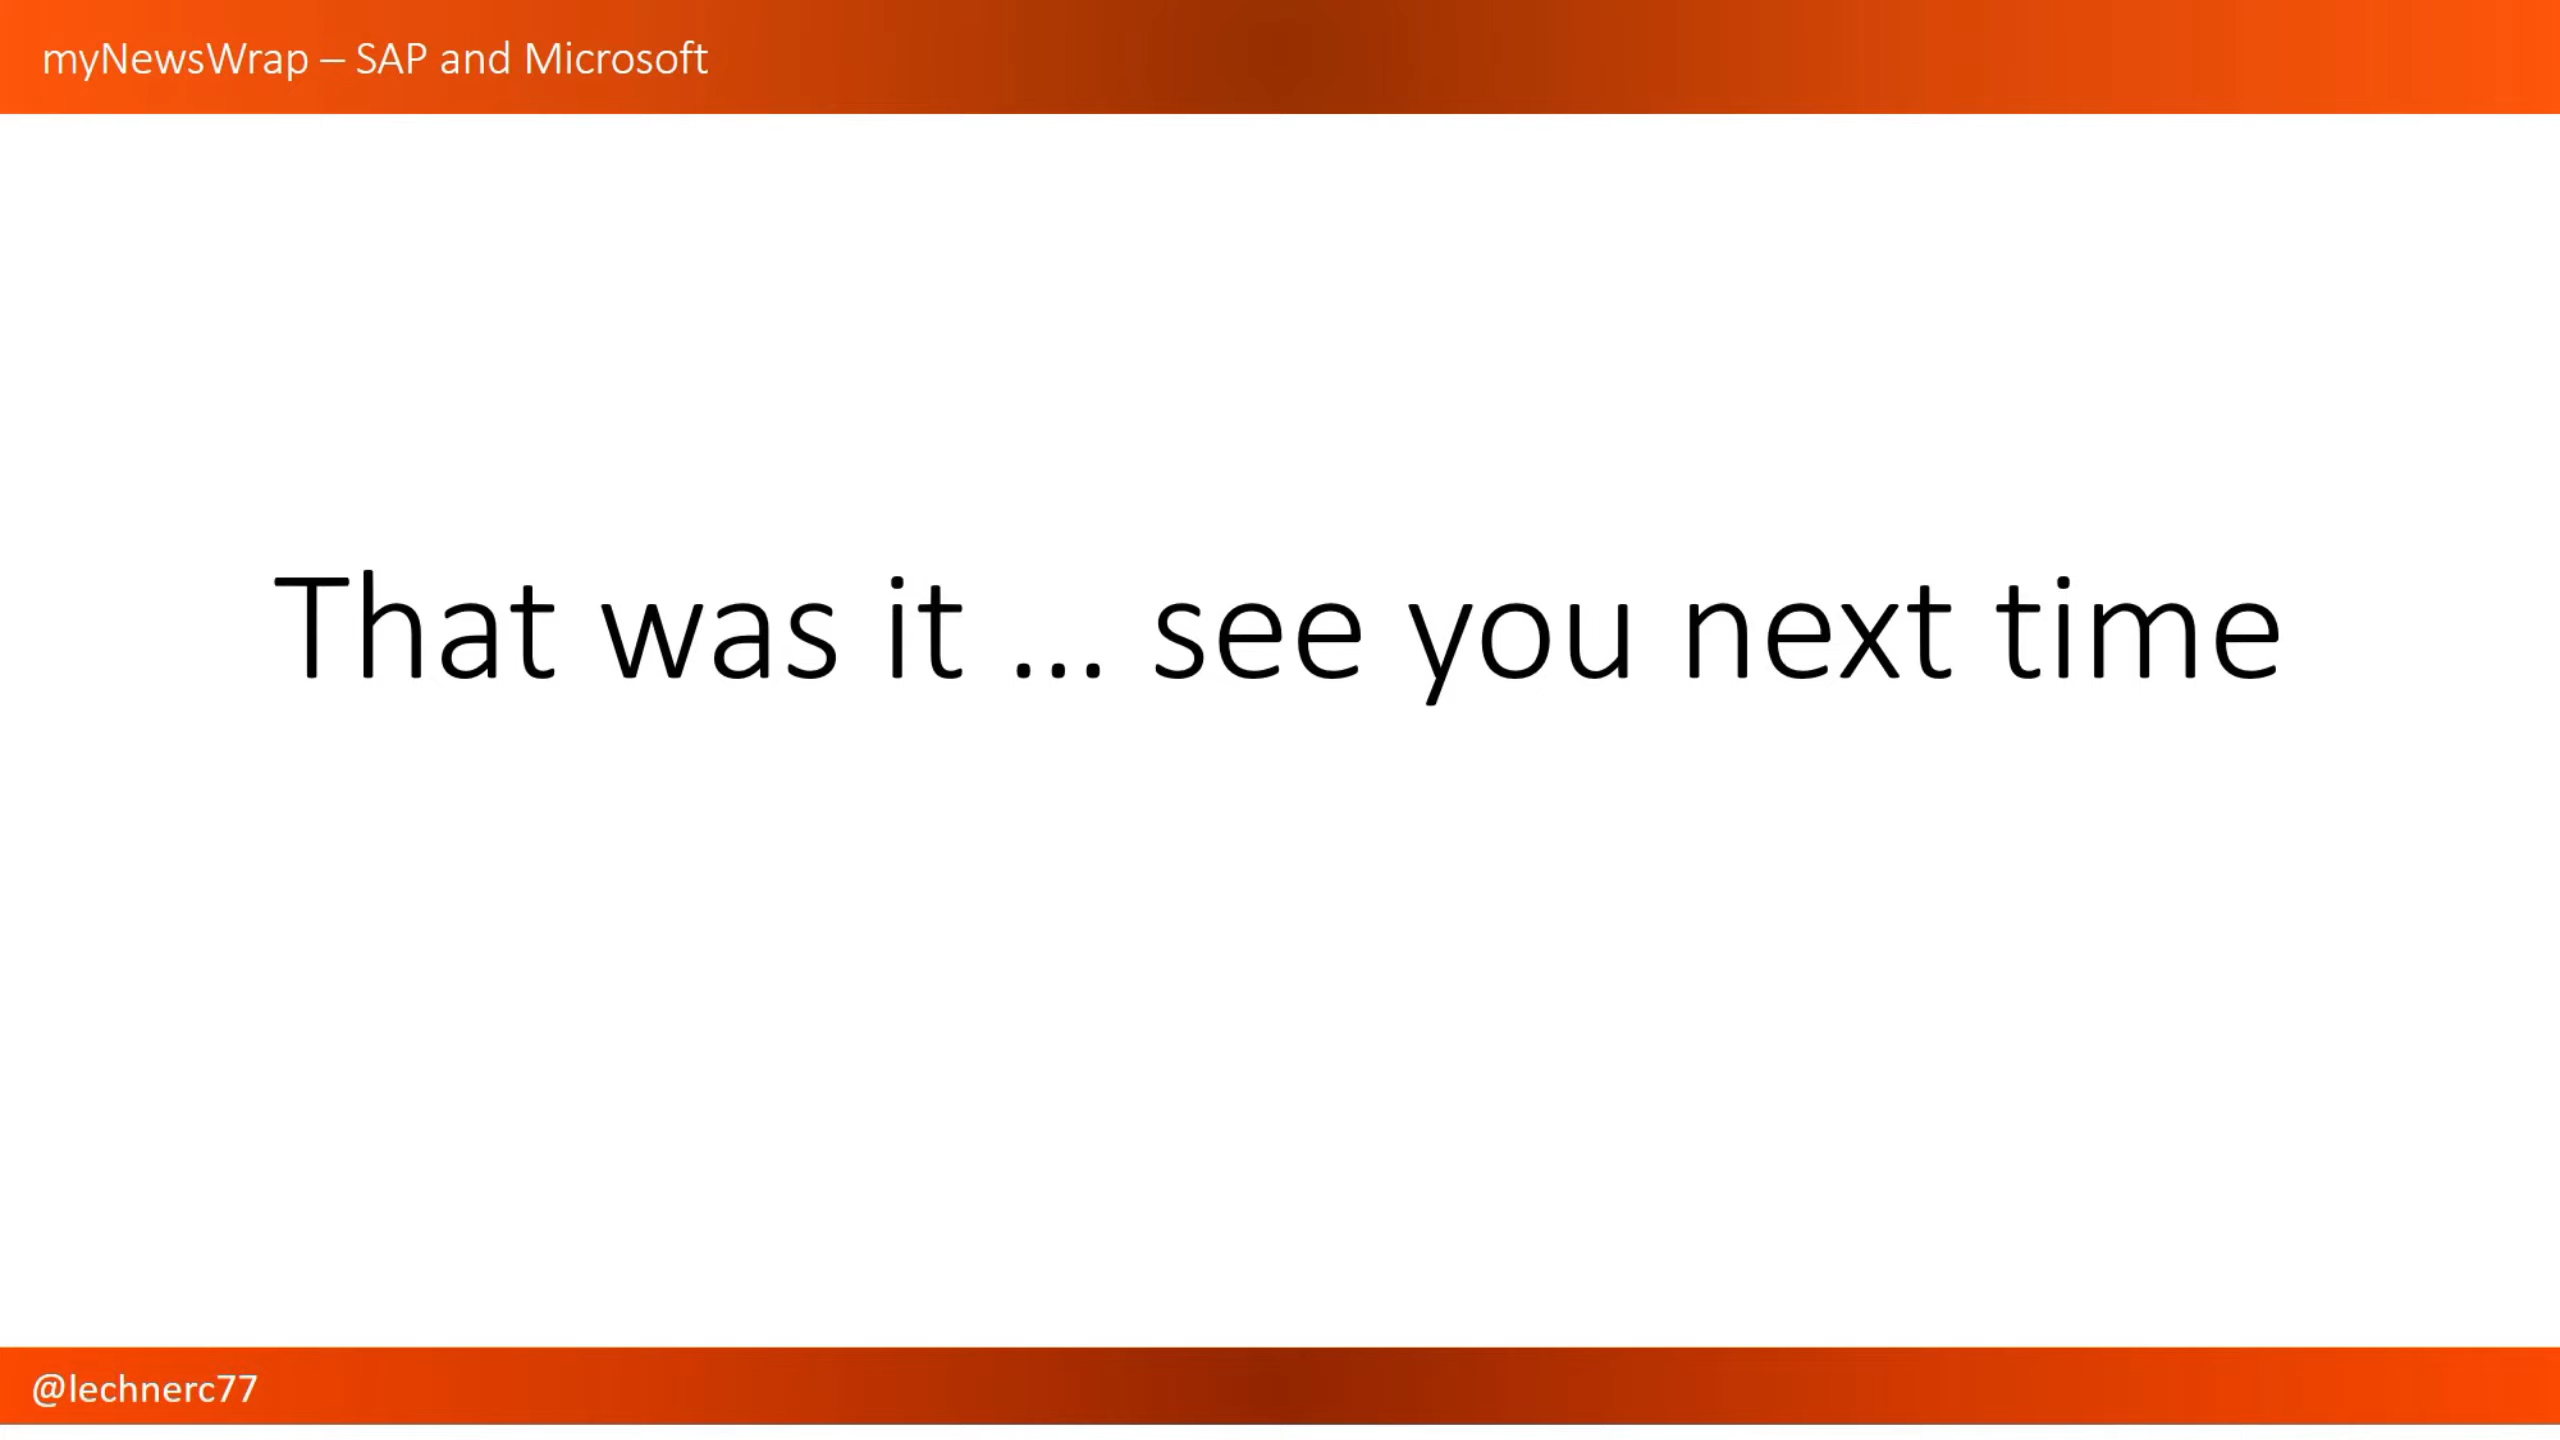 myNewsWrap – SAP and Microsoft
That was it ... see you next time
@lechnerc77